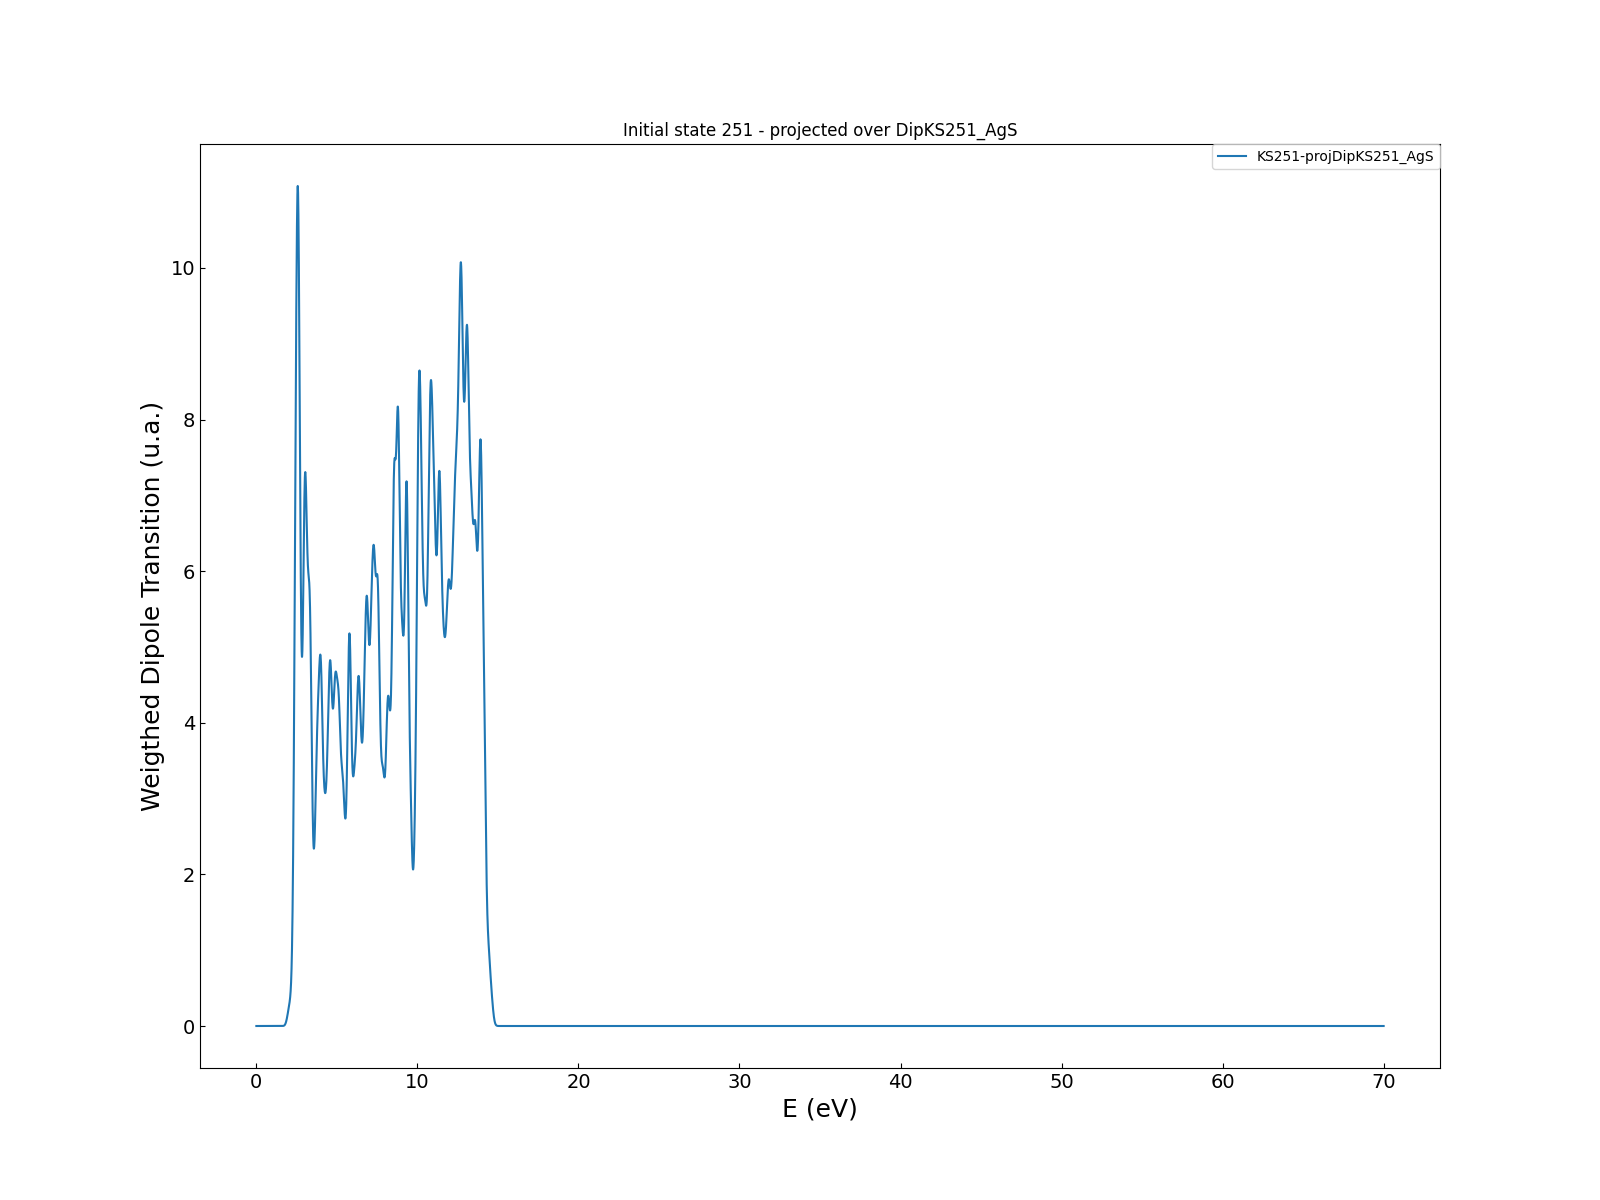 Initial state 251 - projected over DipKS251_AgS
KS251-projDipKS251_AgS
Weigthed Dipole Transition (u.a.)
10
8
6
4
2
0
0 10 20 30 40 50 60 70
E (eV)